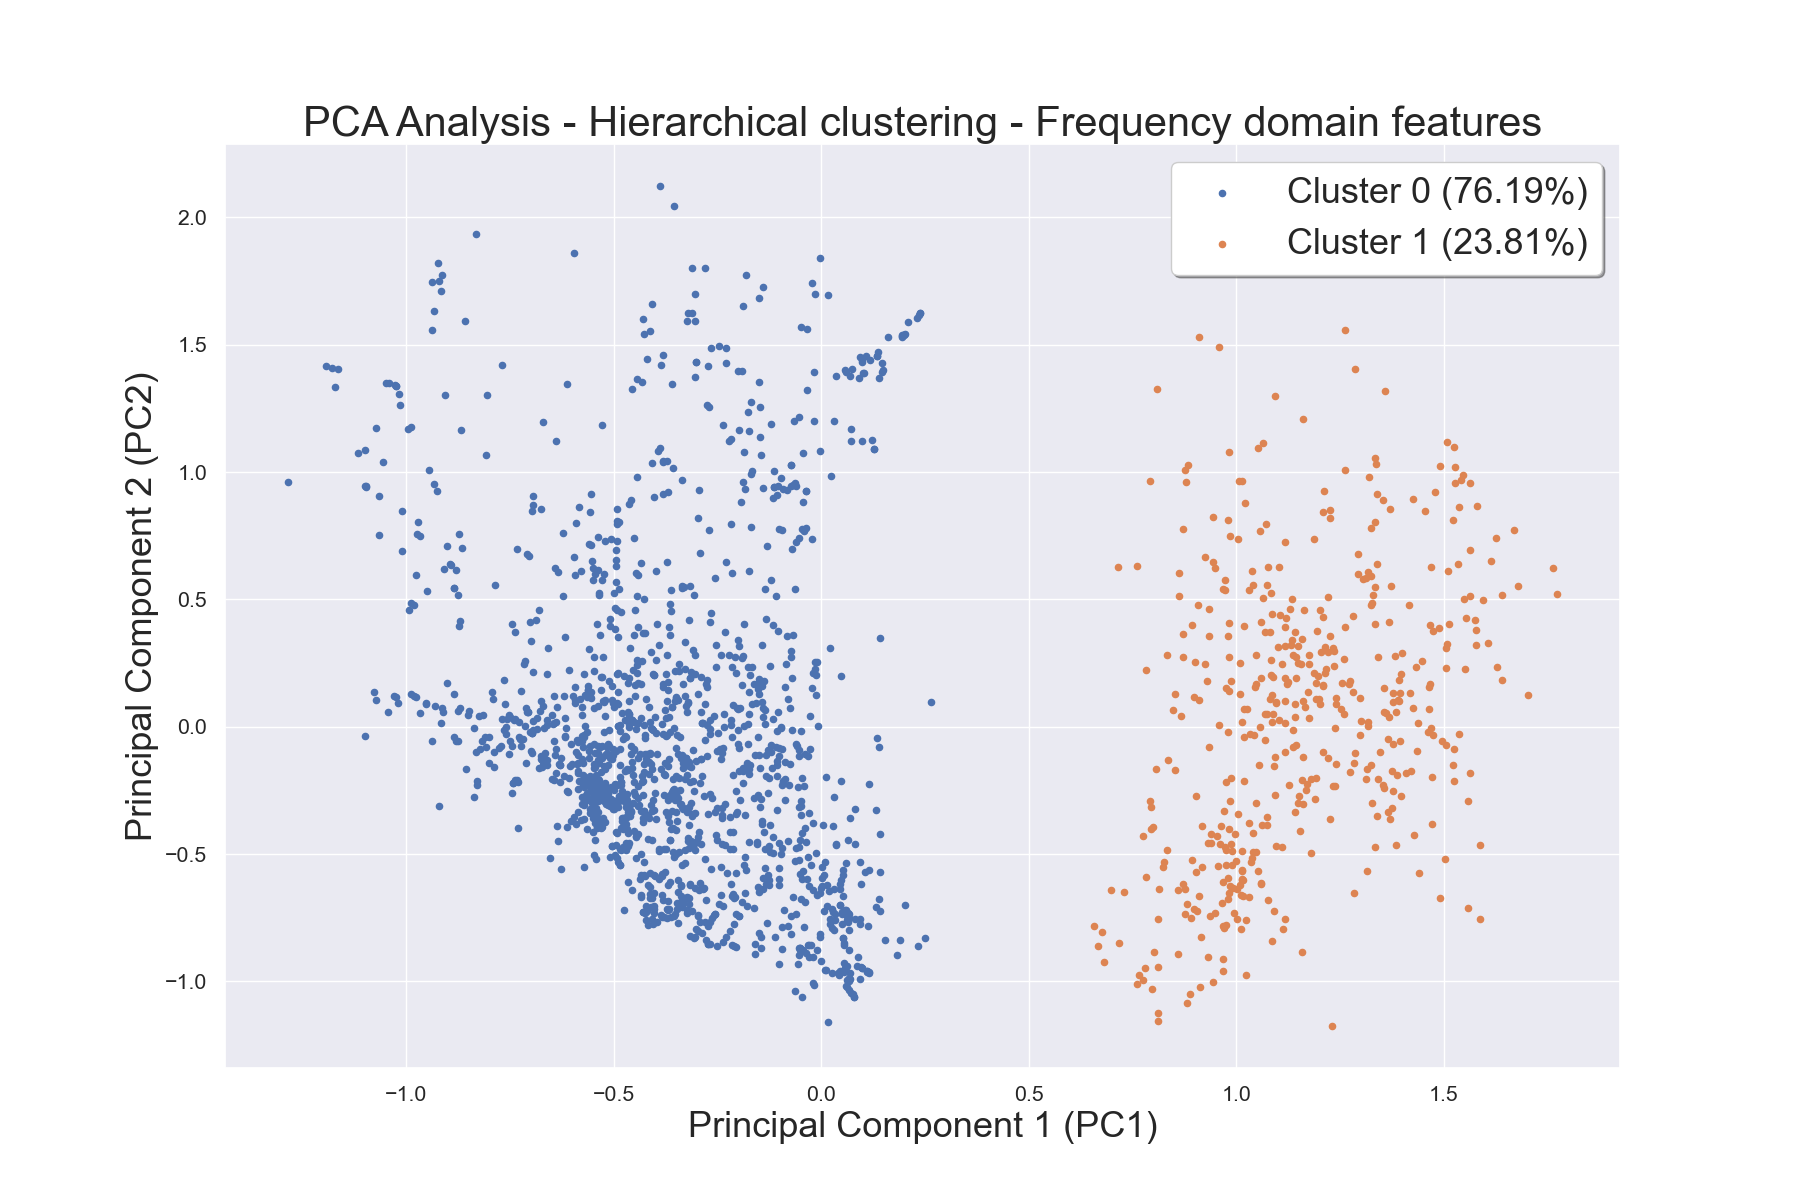 PCA Analysis - Hierarchical clustering - Frequency domain features
Cluster 0 (76.19%)
Cluster 1 (23.81%)
Principal Component 2 (PC2)
2.0
1.5
1.0
0.5
0.0
−0.5
−1.0
−1.0 −0.5 0.0 0.5 1.0 1.5
Principal Component 1 (PC1)